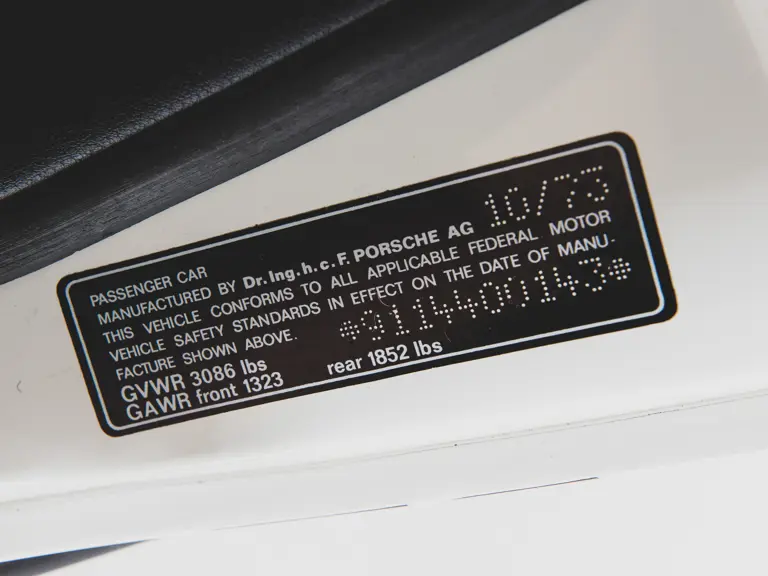 PASSENGER CAR
MANUFACTURED BY Dr.Ing.h.c.F. PORSCHE AG 10/73
THIS VEHICLE CONFORMS TO ALL APPLICABLE FEDERAL MOTOR
VEHICLE SAFETY STANDARDS IN EFFECT ON THE DATE OF MANU-
FACTURE SHOWN ABOVE. *9114400143*
GVWR 3086 lbs
GAWR front 1323 rear 1852 lbs